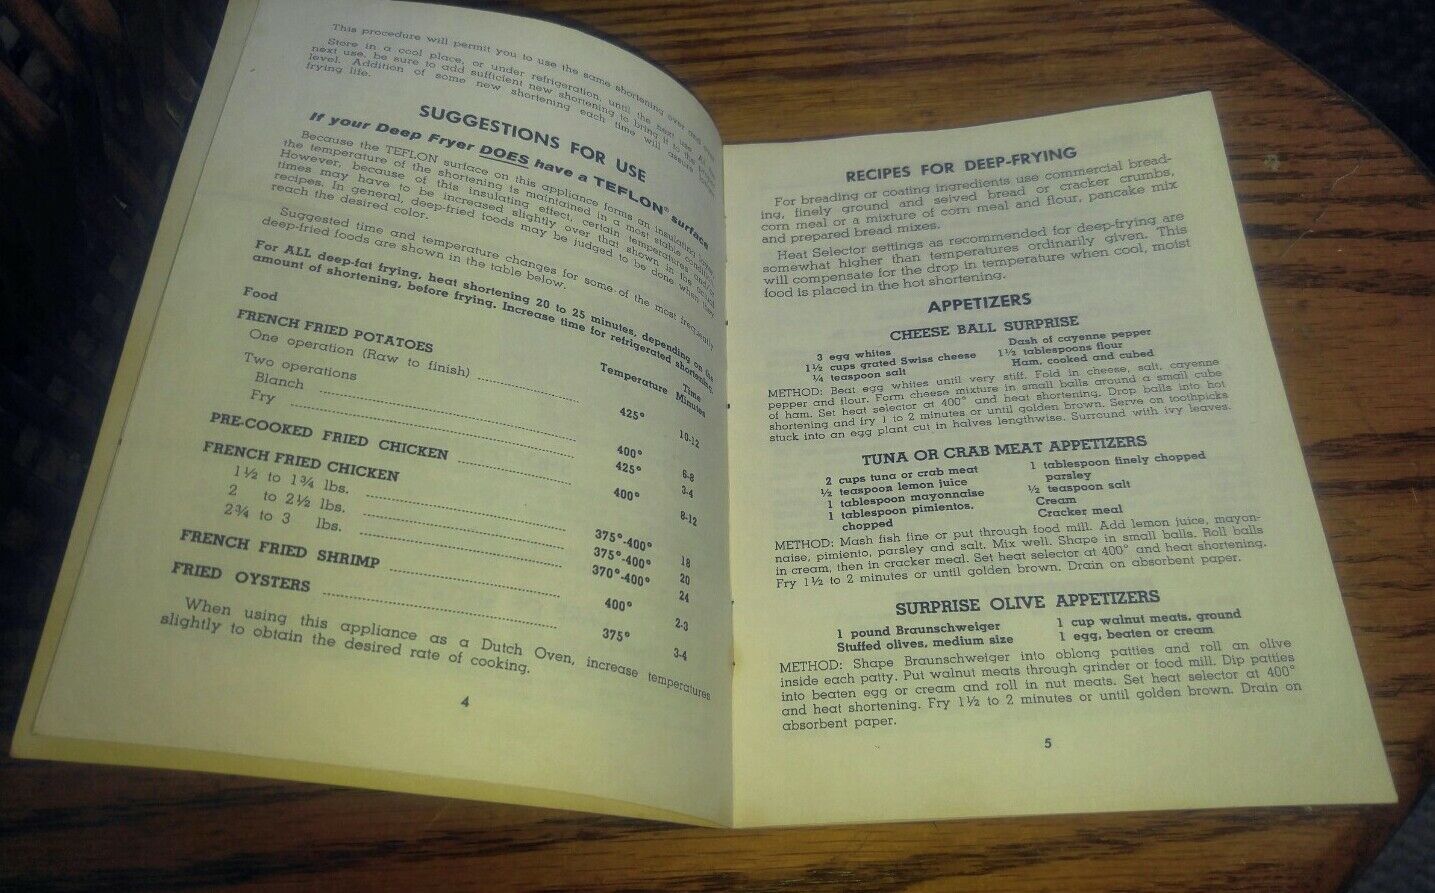 This procedure will permit you to use the same shortening over and over.
Store in a cool place, or under refrigeration, until the next use. At
next use, be sure to add sufficient new shortening to bring it to the
level. Addition of some new shortening each time will assure
frying life.
SUGGESTIONS FOR USE
If your Deep Fryer DOES have a TEFLON® surface
Because the TEFLON surface on this appliance forms an insulating
the temperature of the shortening is maintained in a most stable condition.
However, because of this insulating effect, certain temperatures and/or
times may have to be increased slightly over that shown in the
recipes. In general, deep-fried foods may be judged to be done when they
reach the desired color.
Suggested time and temperature changes for some of the most frequently
deep-fried foods are shown in the table below.
For ALL deep-fat frying, heat shortening 20 to 25 minutes, depending on the
amount of shortening, before frying. Increase time for refrigerated shortening.
Food Temperature Time Minutes
FRENCH FRIED POTATOES
One operation (Raw to finish) 425° 10-12
Two operations
Blanch 400° 6-8
Fry 425° 3-4
PRE-COOKED FRIED CHICKEN 400° 8-12
FRENCH FRIED CHICKEN
1½ to 1¾ lbs. 375°-400° 18
2 to 2½ lbs. 375°-400° 20
2¾ to 3 lbs. 370°-400° 24
FRENCH FRIED SHRIMP 400° 2-3
FRIED OYSTERS 375° 3-4
When using this appliance as a Dutch Oven, increase temperatures
slightly to obtain the desired rate of cooking.
4
RECIPES FOR DEEP-FRYING
For breading or coating ingredients use commercial bread-
ing, finely ground and seived bread or cracker crumbs,
corn meal or a mixture of corn meal and flour, pancake mix
and prepared bread mixes.
Heat Selector settings as recommended for deep-frying are
somewhat higher than temperatures ordinarily given. This
will compensate for the drop in temperature when cool, moist
food is placed in the hot shortening.
APPETIZERS
CHEESE BALL SURPRISE
3 egg whites
1½ cups grated Swiss cheese
¼ teaspoon salt
Dash of cayenne pepper
1½ tablespoons flour
Ham, cooked and cubed
METHOD: Beat egg whites until very stiff. Fold in cheese, salt, cayenne
pepper and flour. Form cheese mixture in small balls around a small cube
of ham. Set heat selector at 400° and heat shortening. Drop balls into hot
shortening and fry 1 to 2 minutes or until golden brown. Serve on toothpicks
stuck into an egg plant cut in halves lengthwise. Surround with ivy leaves.
TUNA OR CRAB MEAT APPETIZERS
2 cups tuna or crab meat
½ teaspoon lemon juice
1 tablespoon mayonnaise
1 tablespoon pimientos,
chopped
1 tablespoon finely chopped
parsley
½ teaspoon salt
Cream
Cracker meal
METHOD: Mash fish fine or put through food mill. Add lemon juice, mayon-
naise, pimiento, parsley and salt. Mix well. Shape in small balls. Roll balls
in cream, then in cracker meal. Set heat selector at 400° and heat shortening.
Fry 1½ to 2 minutes or until golden brown. Drain on absorbent paper.
SURPRISE OLIVE APPETIZERS
1 pound Braunschweiger
Stuffed olives, medium size
1 cup walnut meats, ground
1 egg, beaten or cream
METHOD: Shape Braunschweiger into oblong patties and roll an olive
inside each patty. Put walnut meats through grinder or food mill. Dip patties
into beaten egg or cream and roll in nut meats. Set heat selector at 400°
and heat shortening. Fry 1½ to 2 minutes or until golden brown. Drain on
absorbent paper.
5